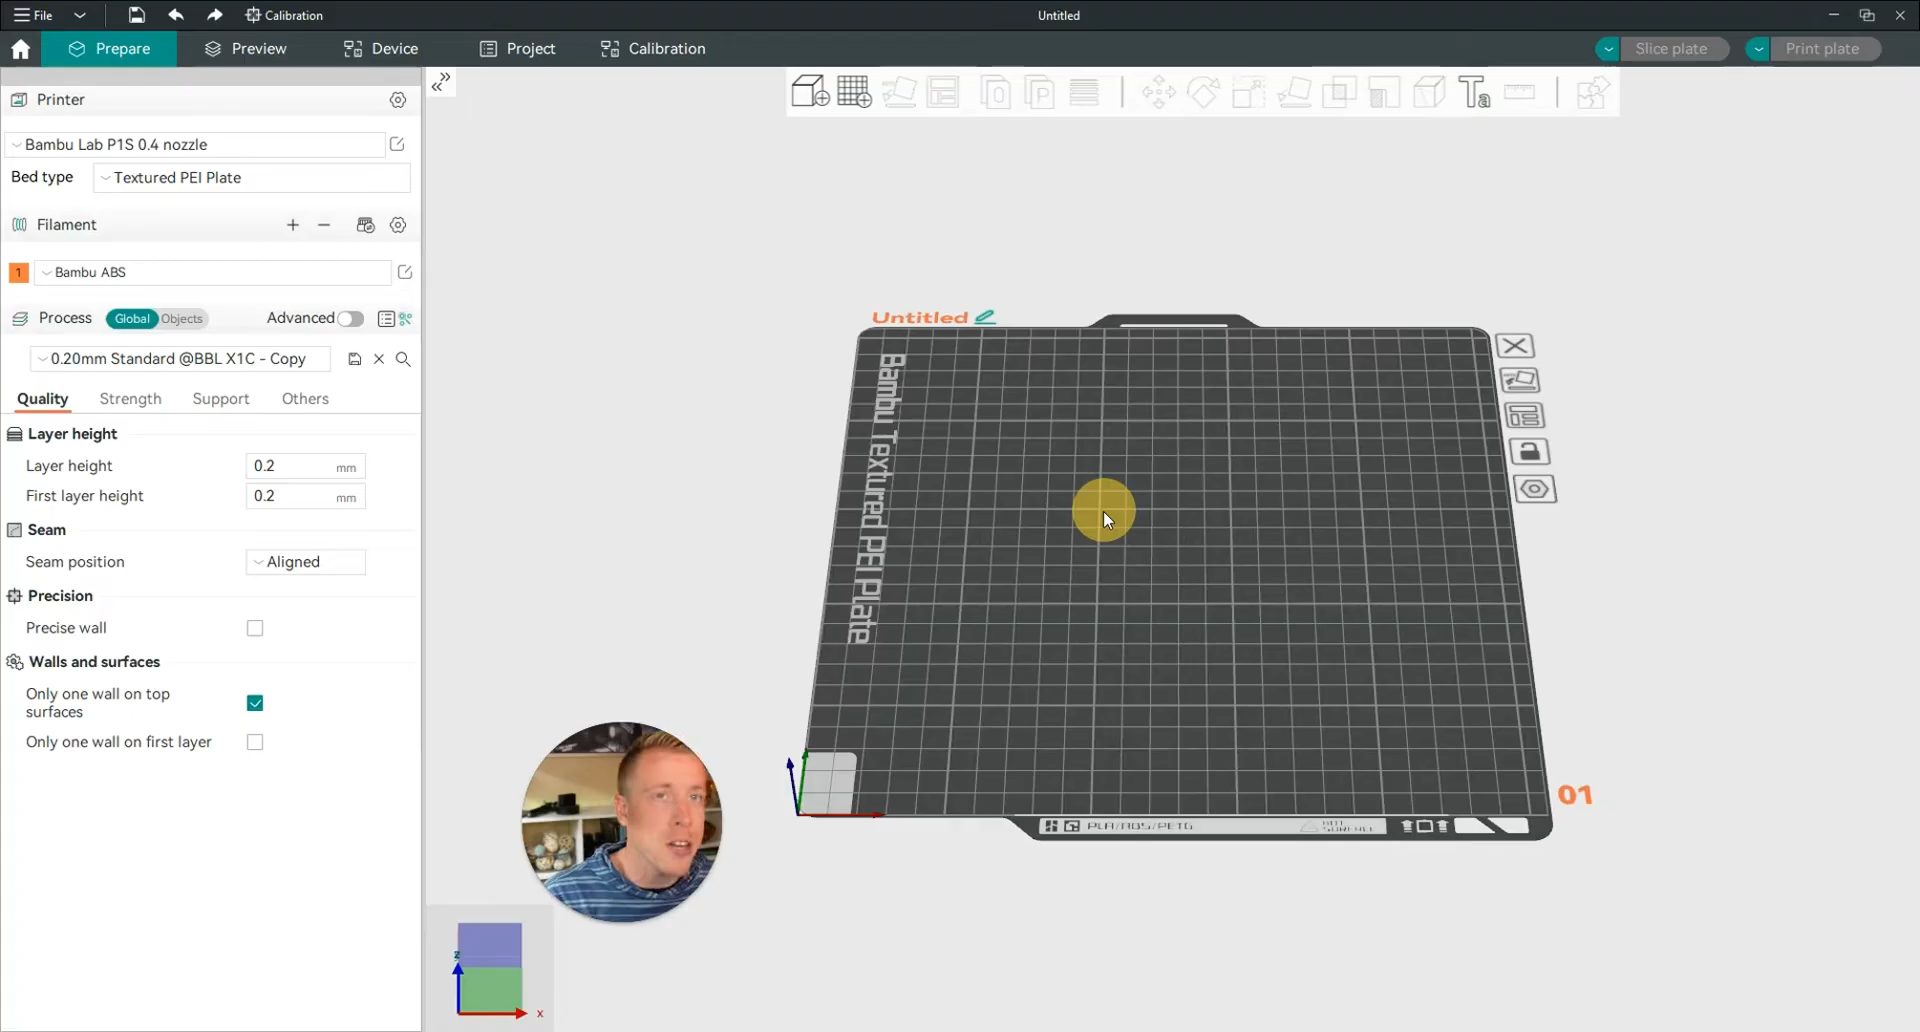 File
Calibration
Untitled
Prepare
Preview
Device
Project
Calibration
Slice plate
Print plate
Printer
Bambu Lab P1S 0.4 nozzle
Bed type
Textured PEI Plate
Filament
1
Bambu ABS
Process
Global
Objects
Advanced
0.20mm Standard @BBL X1C - Copy
Quality
Strength
Support
Others
Layer height
Layer height
0.2 mm
First layer height
0.2 mm
Seam
Seam position
Aligned
Precision
Precise wall
Walls and surfaces
Only one wall on top
surfaces
Only one wall on first layer
Untitled
Bambu Textured PEI Plate
01
PLA/ABS/PETG
HOT
SURFACE
z
x